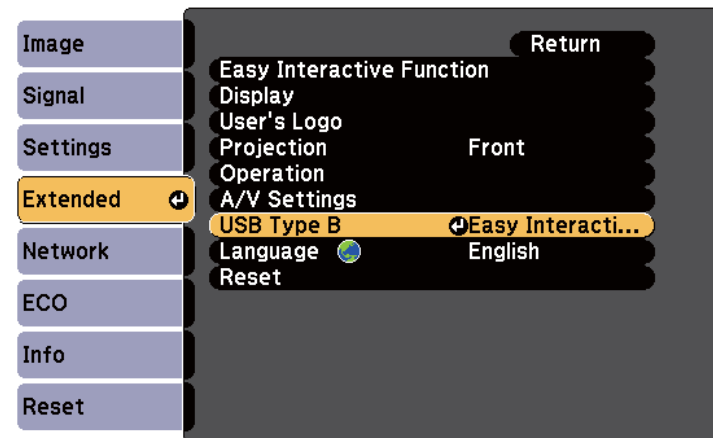 Image
Signal
Settings
Extended
Network
ECO
Info
Reset
Return
Easy Interactive Function
Display
User's Logo
Projection Front
Operation
A/V Settings
USB Type B Easy Interacti...
Language English
Reset